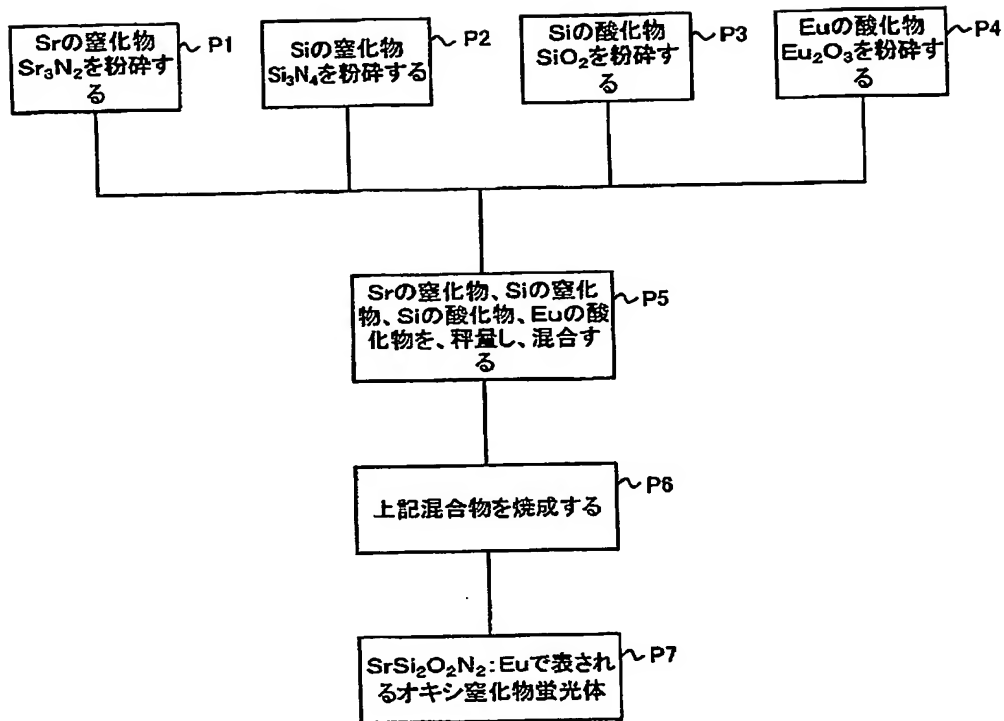 Srの窒化物
Sr₃N₂を粉砕す
る
P1
Siの窒化物
Si₃N₄を粉砕する
P2
Siの酸化物
SiO₂を粉砕す
る
P3
Euの酸化物
Eu₂O₃を粉砕す
る
P4
Srの窒化物、Siの窒化
物、Siの酸化物、Euの酸
化物を、秤量し、混合す
る
P5
上記混合物を焼成する
P6
SrSi₂O₂N₂:Euで表され
るオキシ窒化物蛍光体
P7